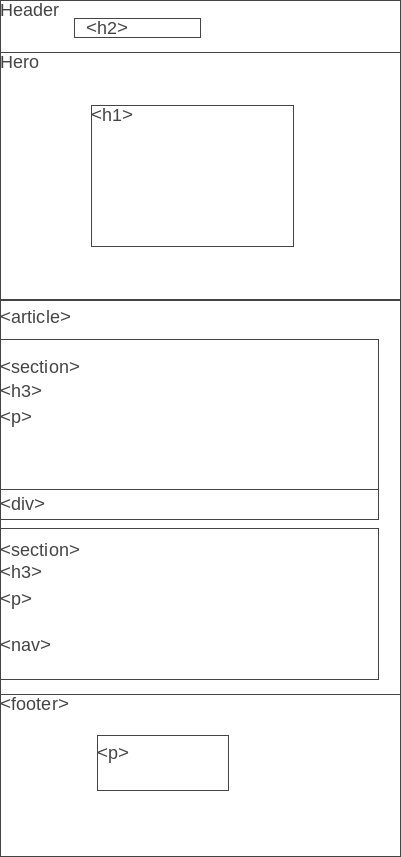 Header
<h2>
Hero
<h1>
<article>
<section>
<h3>
<p>
<div>
<section>
<h3>
<p>
<nav>
<footer>
<p>